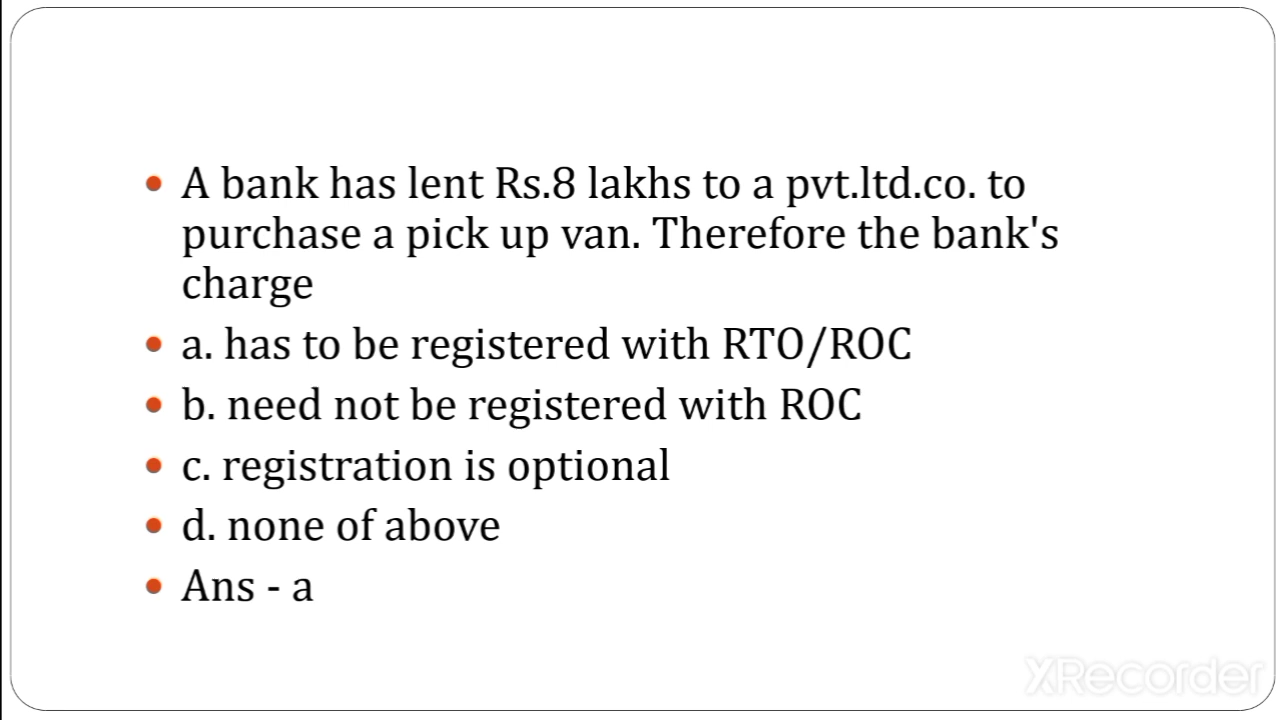 A bank has lent Rs.8 lakhs to a pvt.ltd.co. to
purchase a pick up van. Therefore the bank's
charge
a. has to be registered with RTO/ROC
b. need not be registered with ROC
c. registration is optional
d. none of above
Ans - a
XRecorder